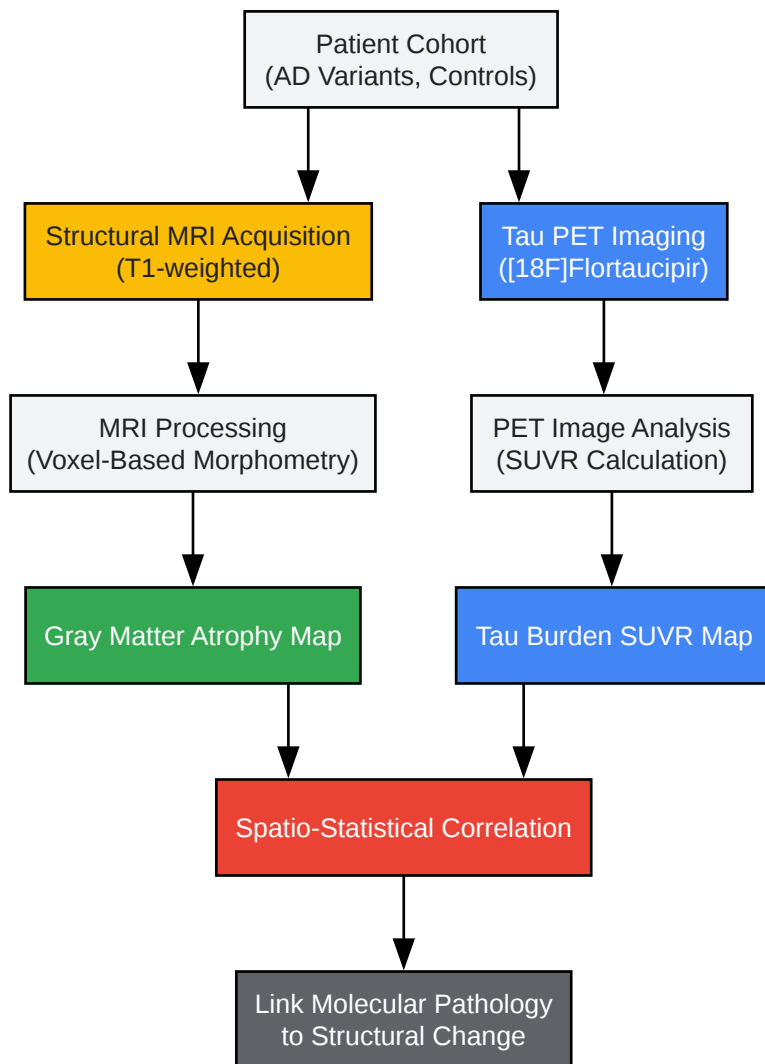 Patient Cohort
(AD Variants, Controls)
Structural MRI Acquisition
(T1-weighted)
Tau PET Imaging
([18F]Flortaucipir)
MRI Processing
(Voxel-Based Morphometry)
PET Image Analysis
(SUVR Calculation)
Gray Matter Atrophy Map
Tau Burden SUVR Map
Spatio-Statistical Correlation
Link Molecular Pathology
to Structural Change